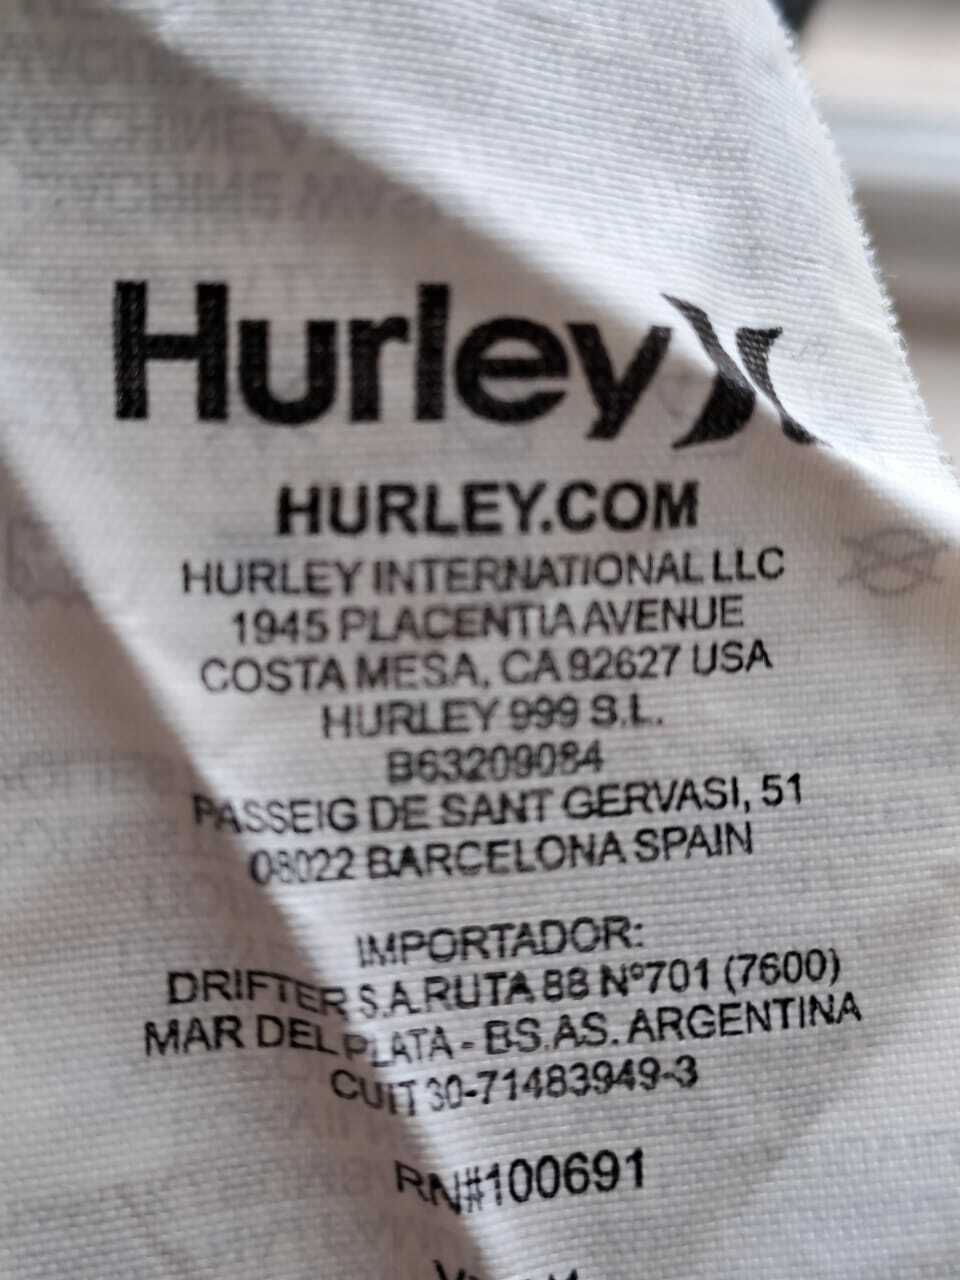 Hurley
HURLEY.COM
HURLEY INTERNATIONAL LLC
1945 PLACENTIA AVENUE
COSTA MESA, CA 92627 USA
HURLEY 999 S.L.
B63209084
PASSEIG DE SANT GERVASI, 51
08022 BARCELONA SPAIN
IMPORTADOR:
DRIFTER S.A.RUTA 88 Nº701 (7600)
MAR DEL PLATA - BS.AS. ARGENTINA
CUIT 30-71483949-3
RN#100691